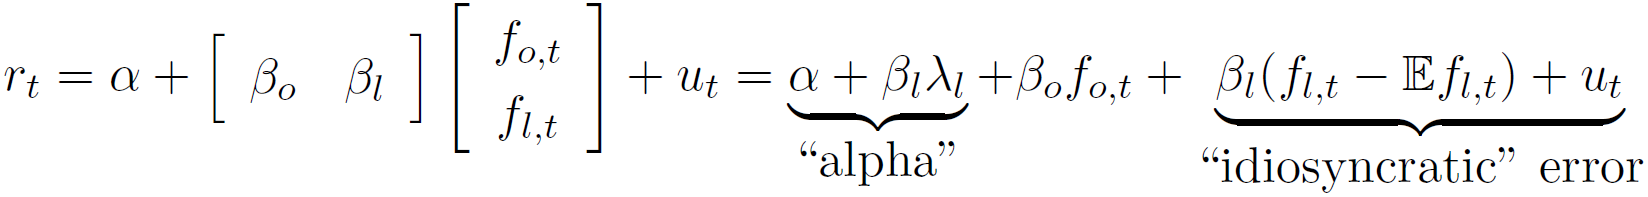 r_t = α + [ β_o β_l ] [ f_{o,t} f_{l,t} ] + u_t = α + β_l λ_l + β_o f_{o,t} + β_l(f_{l,t} − 𝔼f_{l,t}) + u_t
“alpha” “idiosyncratic” error